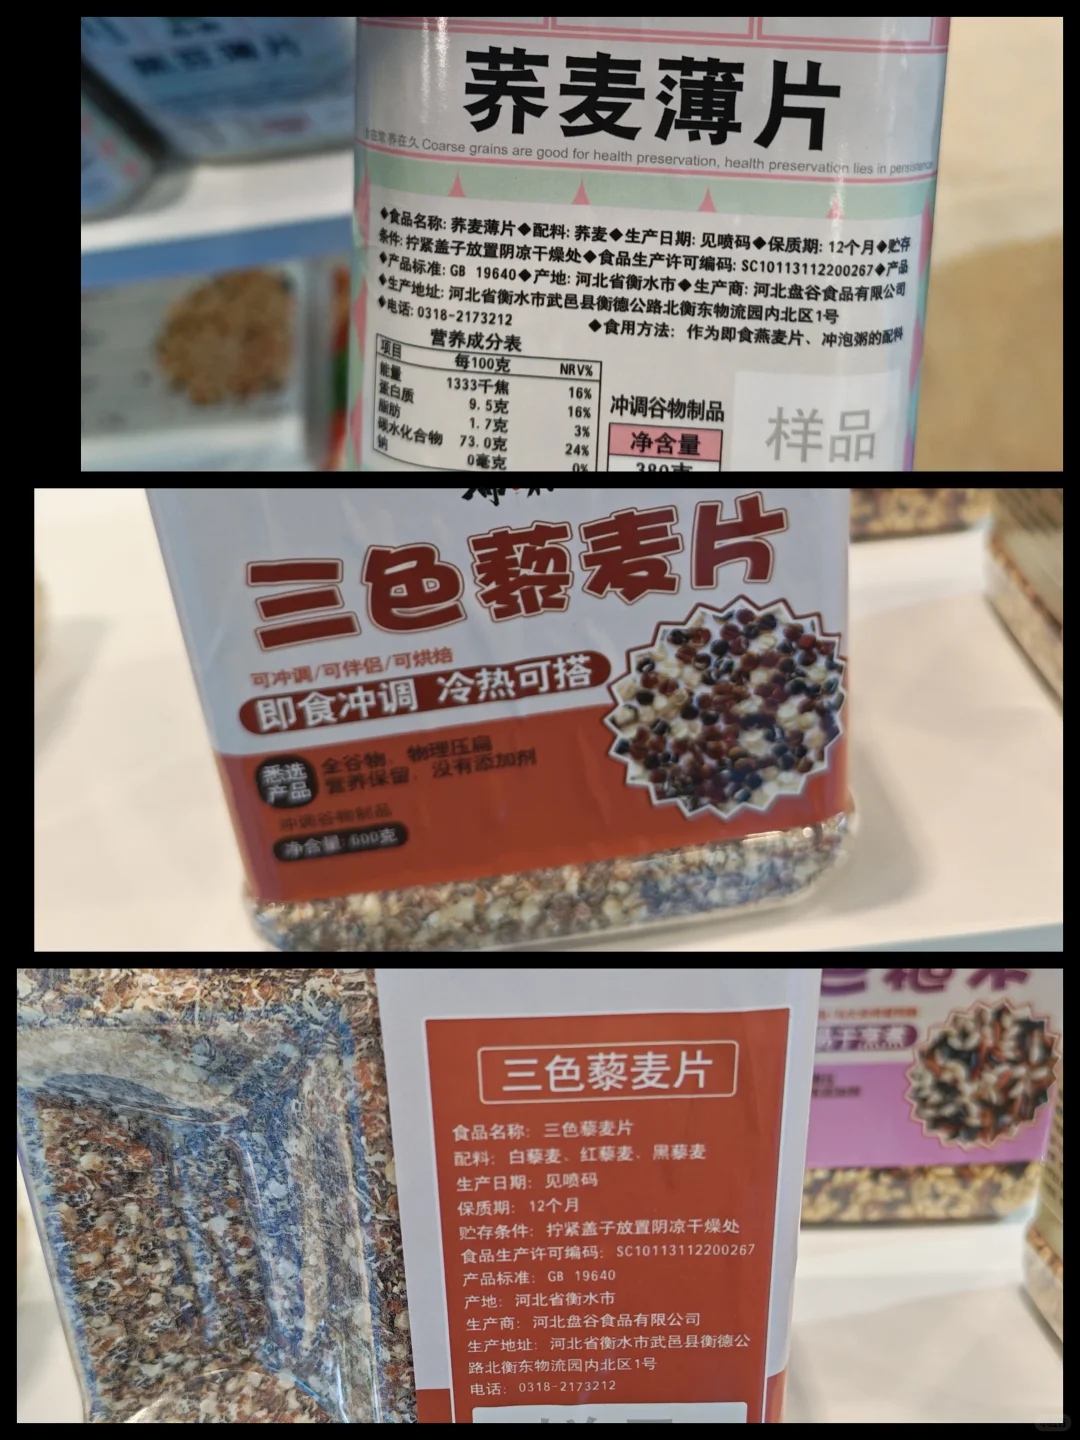 黑豆薄片
荞麦薄片
食在常 养在久 Coarse grains are good for health preservation, health preservation lies in persistence
◆食品名称: 荞麦薄片◆配料: 荞麦◆生产日期: 见喷码◆保质期: 12个月◆贮存
条件: 拧紧盖子放置阴凉干燥处◆食品生产许可编码: SC10113112200267◆产品
◆产品标准: GB 19640◆产地: 河北省衡水市◆生产商: 河北盘谷食品有限公司
◆生产地址: 河北省衡水市武邑县衡德公路北衡东物流园内北区1号
◆电话: 0318-2173212
◆食用方法: 作为即食燕麦片、冲泡粥的配料
营养成分表
项目 每100克 NRV%
能量 1333千焦 16%
蛋白质 9.5克 16%
脂肪 1.7克 3%
碳水化合物 73.0克 24%
钠 0毫克 0%
冲调谷物制品
净含量
380克
样品
三色藜麦片
可冲调/可伴侣/可烘焙
即食冲调 冷热可搭
悉选
产品
全谷物、物理压扁
营养保留、没有添加剂
冲调谷物制品
净含量:600克
三色藜麦片
食品名称: 三色藜麦片
配料: 白藜麦、红藜麦、黑藜麦
生产日期: 见喷码
保质期: 12个月
贮存条件: 拧紧盖子放置阴凉干燥处
食品生产许可编码: SC10113112200267
产品标准: GB 19640
产地: 河北省衡水市
生产商: 河北盘谷食品有限公司
生产地址: 河北省衡水市武邑县衡德公
路北衡东物流园内北区1号
电话: 0318-2173212